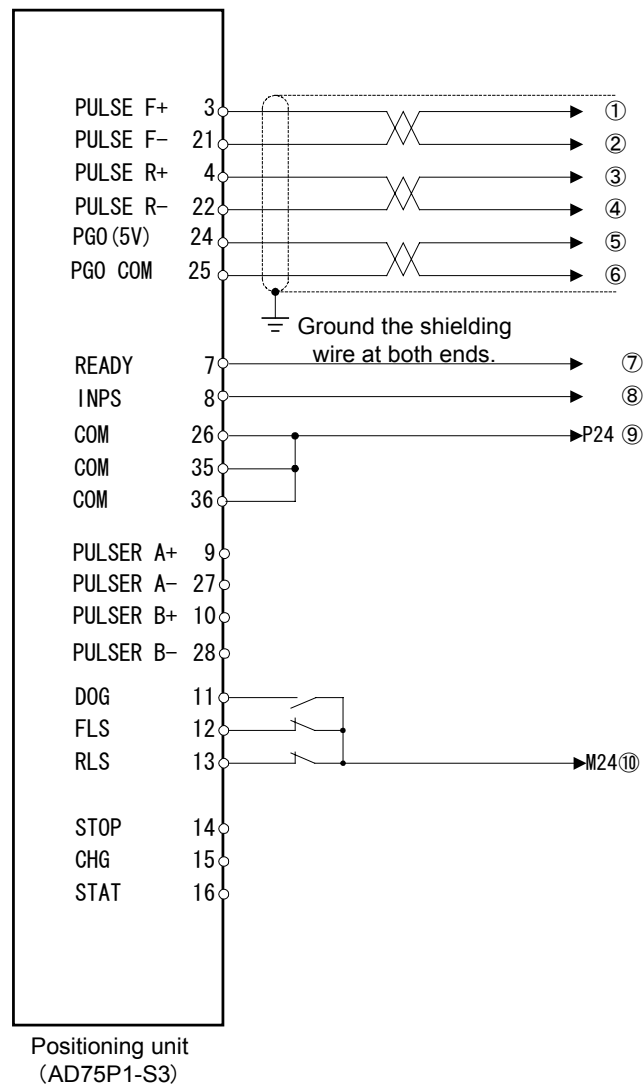 PULSE F+ 3 ①
PULSE F- 21 ②
PULSE R+ 4 ③
PULSE R- 22 ④
PGO(5V) 24 ⑤
PGO COM 25 ⑥
Ground the shielding
wire at both ends.
READY 7 ⑦
INPS 8 ⑧
COM 26 P24 ⑨
COM 35
COM 36
PULSER A+ 9
PULSER A- 27
PULSER B+ 10
PULSER B- 28
DOG 11
FLS 12
RLS 13 M24⑩
STOP 14
CHG 15
STAT 16
Positioning unit
(AD75P1-S3)